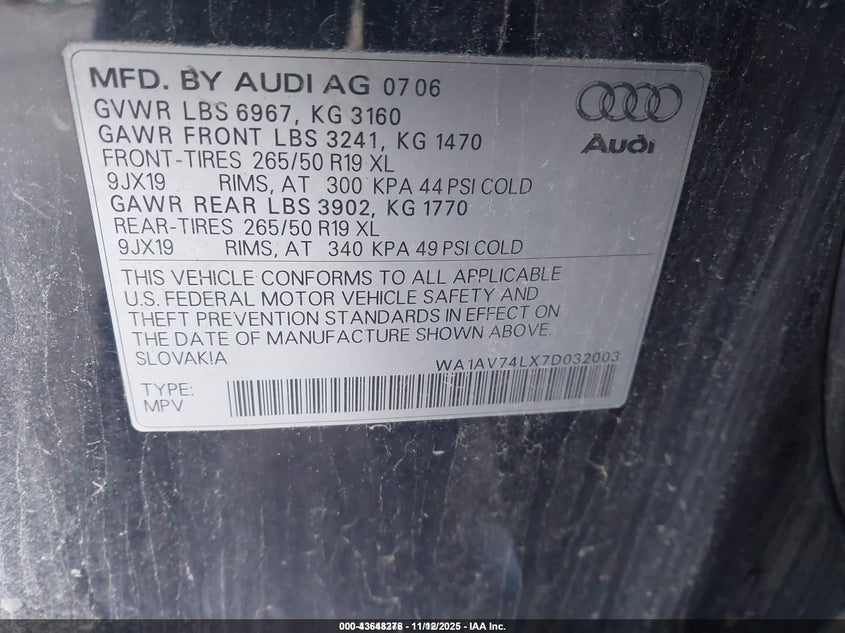 MFD. BY AUDI AG 0706
GVWR LBS 6967, KG 3160
GAWR FRONT LBS 3241, KG 1470
FRONT-TIRES 265/50 R19 XL
9JX19 RIMS, AT 300 KPA 44 PSI COLD
GAWR REAR LBS 3902, KG 1770
REAR-TIRES 265/50 R19 XL
9JX19 RIMS, AT 340 KPA 49 PSI COLD
Audi
THIS VEHICLE CONFORMS TO ALL APPLICABLE
U.S. FEDERAL MOTOR VEHICLE SAFETY AND
THEFT PREVENTION STANDARDS IN EFFECT ON
THE DATE OF MANUFACTURE SHOWN ABOVE.
SLOVAKIA WA1AV74LX7D032003
TYPE:
MPV
IAA Inc.